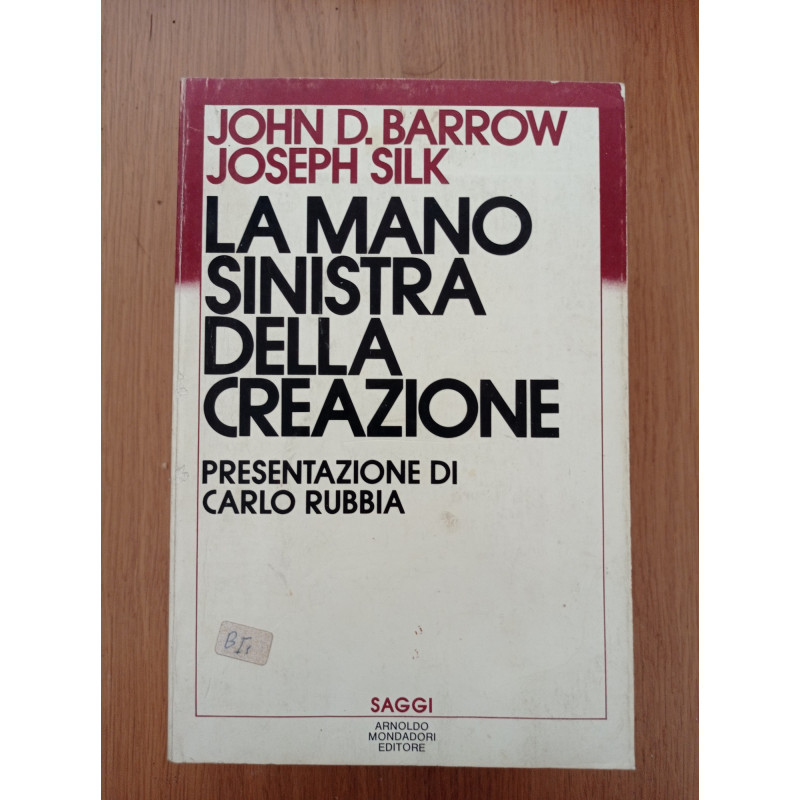 JOHN D. BARROW
JOSEPH SILK
LA MANO
SINISTRA
DELLA
CREAZIONE
PRESENTAZIONE DI
CARLO RUBBIA
SAGGI
ARNOLDO
MONDADORI
EDITORE